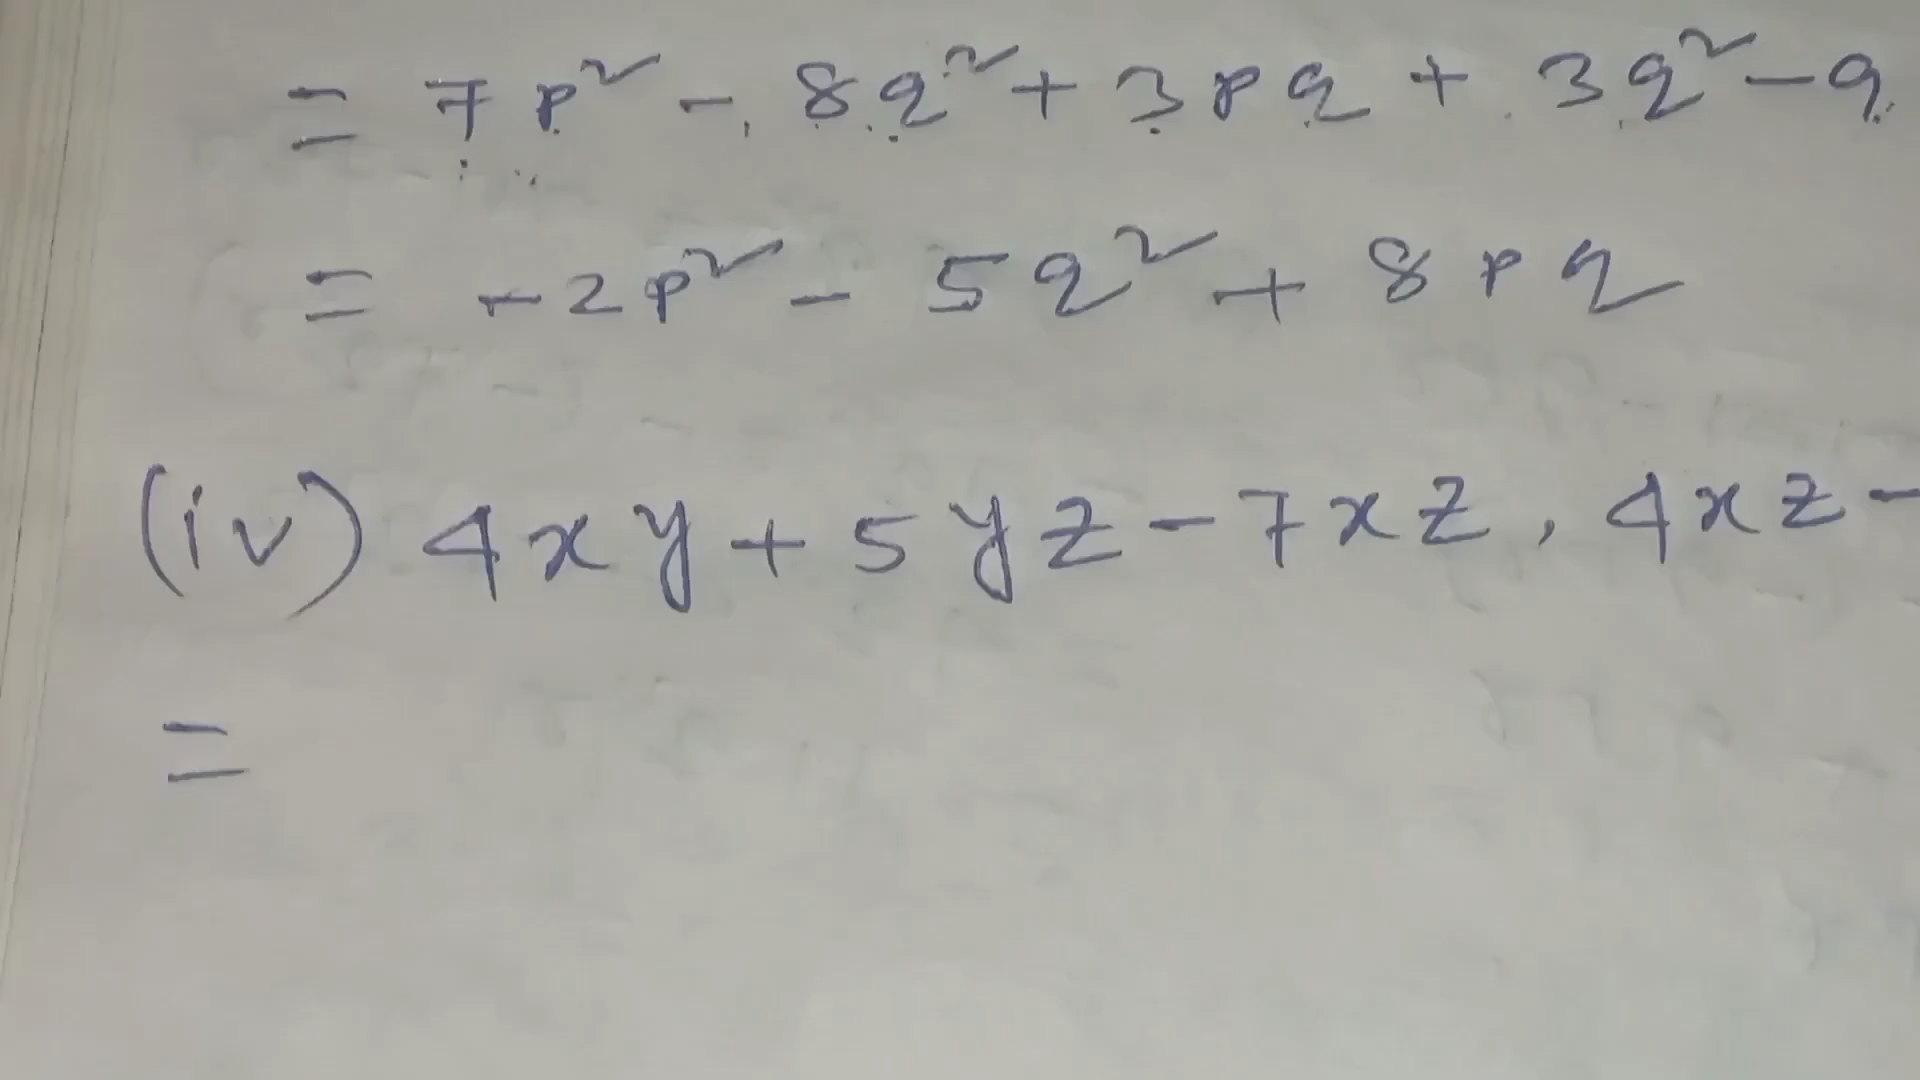 = 7p² - 8q² + 3pq + 3q² - 9
= -2p² - 5q² + 8pq
(iv) 4xy + 5yz - 7xz, 4xz -
=